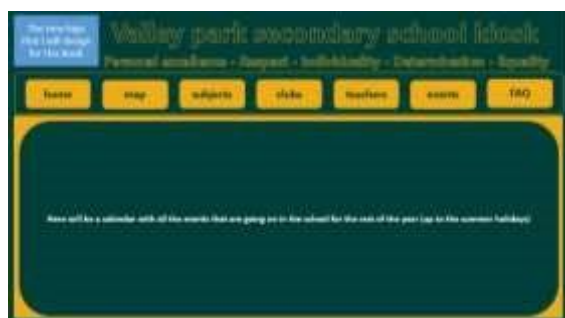 The new logo
that I will design
for the kiosk
Valley park secondary school kiosk
Personal excellence - Respect - Individuality - Determination - Equality
home map subjects clubs teachers events FAQ
Here will be a calendar with all the events that are going on in the school for the rest of the year (up to the summer holidays)